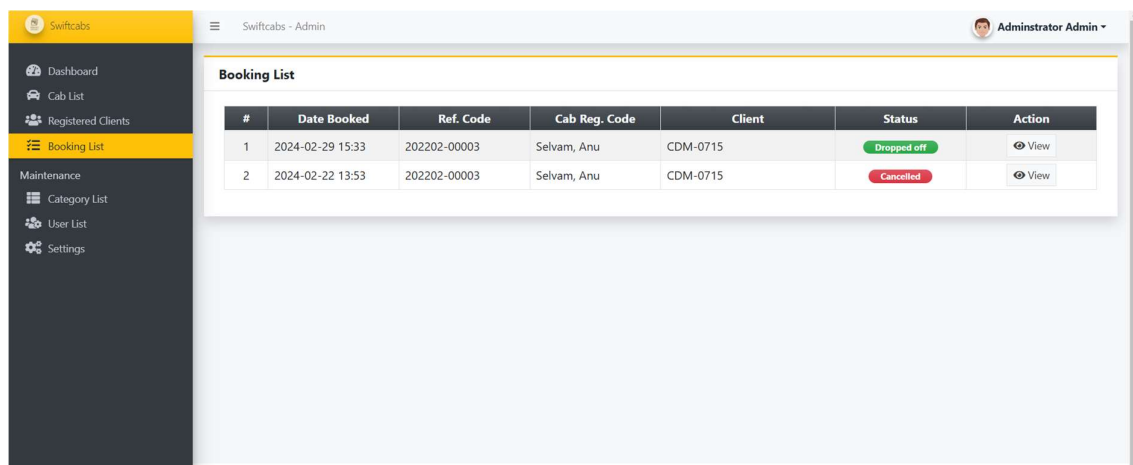 Swiftcabs
Swiftcabs - Admin
Adminstrator Admin
Dashboard
Cab List
Registered Clients
Booking List
Maintenance
Category List
User List
Settings
Booking List
# Date Booked Ref. Code Cab Reg. Code Client Status Action
1 2024-02-29 15:33 202202-00003 Selvam, Anu CDM-0715 Dropped off View
2 2024-02-22 13:53 202202-00003 Selvam, Anu CDM-0715 Cancelled View